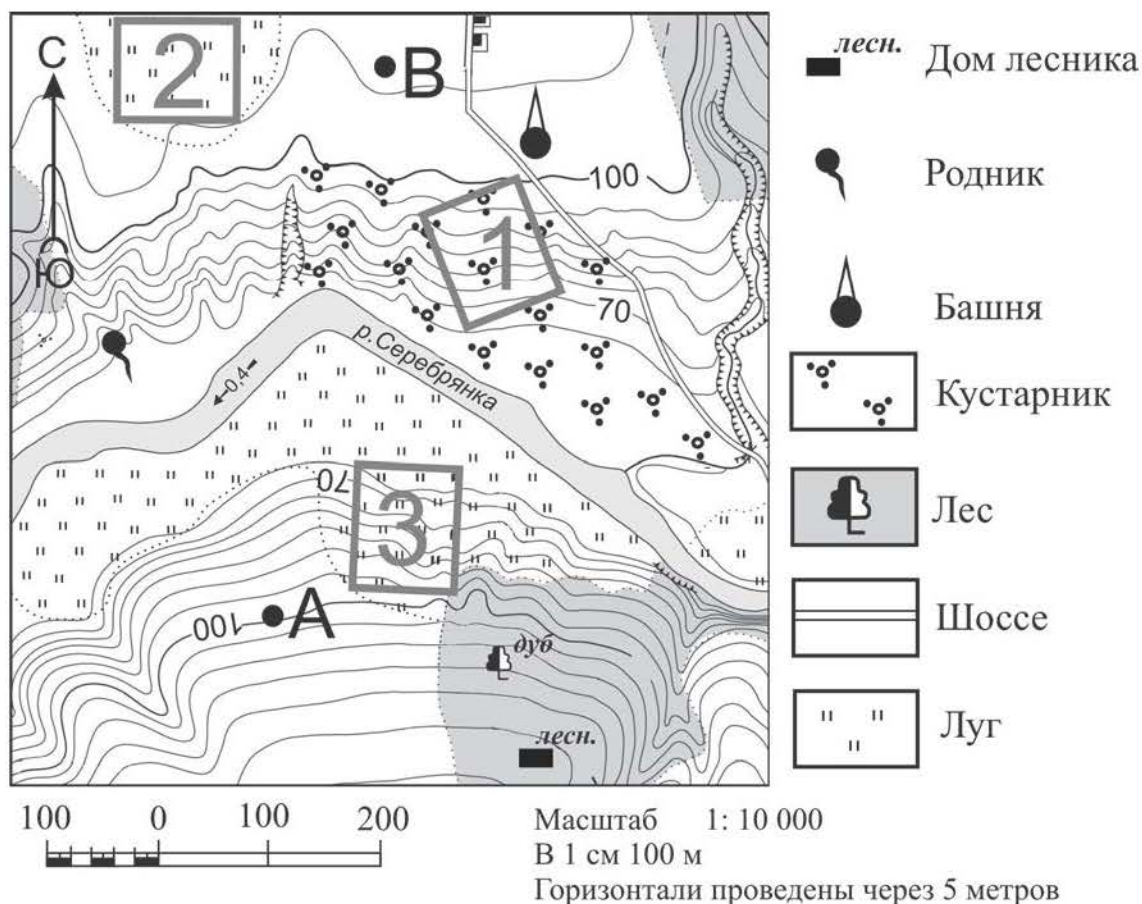 С
Ю
2
В
100
1
70
р. Серебрянка
0,4
70
3
А
100
дуб
лесн.
лесн.
Дом лесника
Родник
Башня
Кустарник
Лес
Шоссе
Луг
100 0 100 200
Масштаб 1: 10 000
В 1 см 100 м
Горизонтали проведены через 5 метров